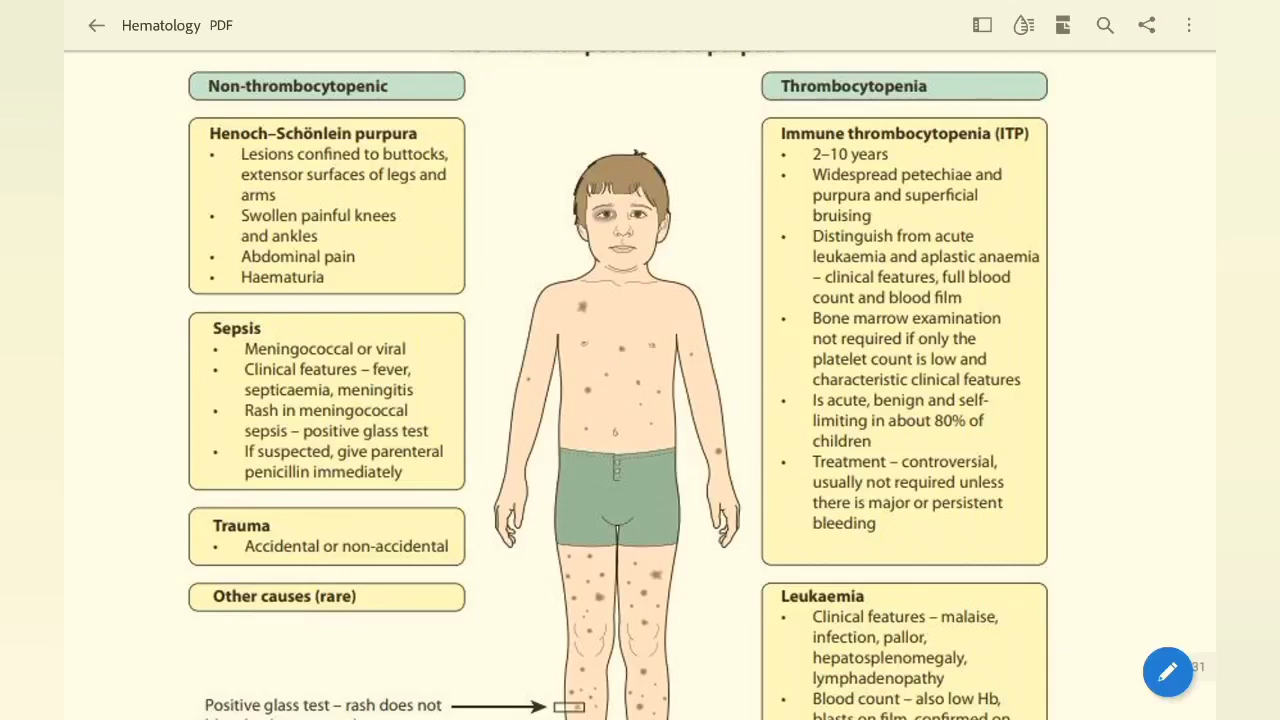 Hematology PDF
Non-thrombocytopenic
Henoch–Schönlein purpura
• Lesions confined to buttocks,
extensor surfaces of legs and
arms
• Swollen painful knees
and ankles
• Abdominal pain
• Haematuria
Sepsis
• Meningococcal or viral
• Clinical features – fever,
septicaemia, meningitis
• Rash in meningococcal
sepsis – positive glass test
• If suspected, give parenteral
penicillin immediately
Trauma
• Accidental or non-accidental
Other causes (rare)
Positive glass test – rash does not
Thrombocytopenia
Immune thrombocytopenia (ITP)
• 2–10 years
• Widespread petechiae and
purpura and superficial
bruising
• Distinguish from acute
leukaemia and aplastic anaemia
– clinical features, full blood
count and blood film
• Bone marrow examination
not required if only the
platelet count is low and
characteristic clinical features
• Is acute, benign and self-
limiting in about 80% of
children
• Treatment – controversial,
usually not required unless
there is major or persistent
bleeding
Leukaemia
• Clinical features – malaise,
infection, pallor,
hepatosplenomegaly,
lymphadenopathy
• Blood count – also low Hb,
blasts on film, confirmed on
31